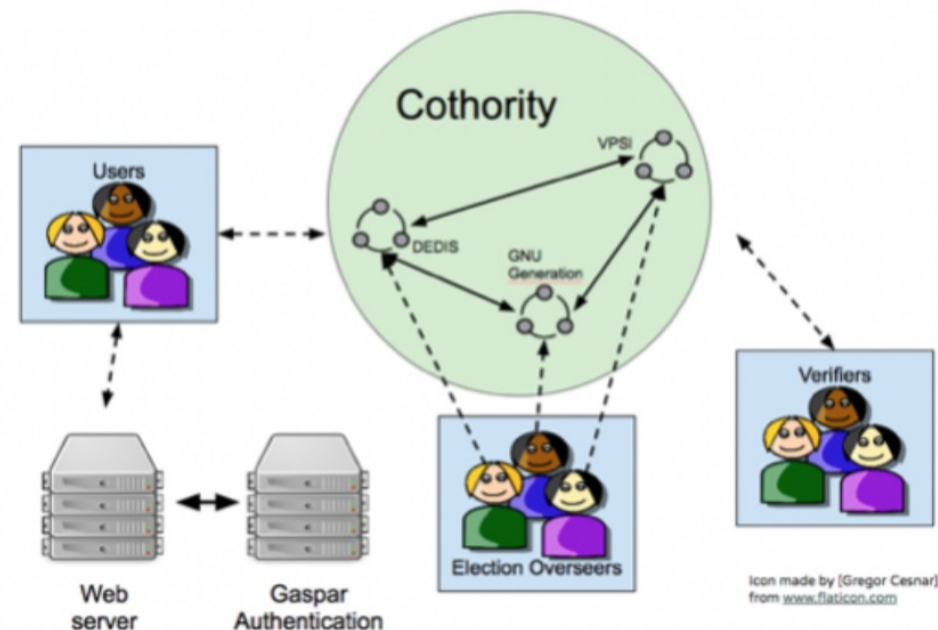 Cothority
VPSI
Users
DEDIS
GNU
Generation
Verifiers
Election Overseers
Web
server
Gaspar
Authentication
Icon made by [Gregor Cesnar]
from www.flaticon.com